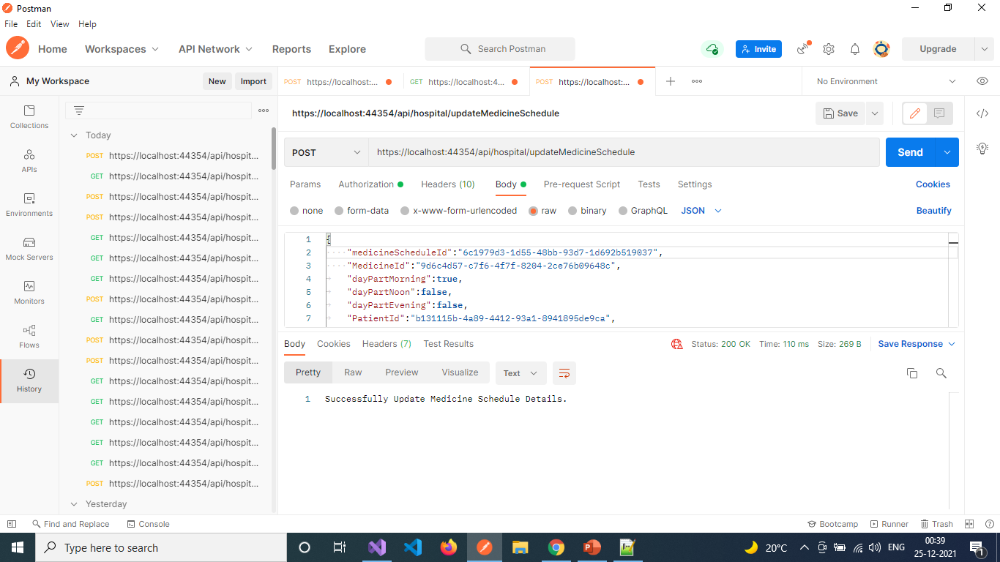 Postman
File Edit View Help
Home Workspaces API Network Reports Explore Search Postman Invite Upgrade
My Workspace New Import
POST https://localhost:... GET https://localhost:4... POST https://localhost:... No Environment
Collections
APIs
Environments
Mock Servers
Monitors
Flows
History
Today
POST https://localhost:44354/api/hospit...
GET https://localhost:44354/api/hospit...
POST https://localhost:44354/api/hospit...
POST https://localhost:44354/api/hospit...
GET https://localhost:44354/api/hospit...
GET https://localhost:44354/api/hospit...
GET https://localhost:44354/api/hospit...
POST https://localhost:44354/api/hospit...
GET https://localhost:44354/api/hospit...
POST https://localhost:44354/api/hospit...
POST https://localhost:44354/api/hospit...
GET https://localhost:44354/api/hospit...
GET https://localhost:44354/api/hospit...
GET https://localhost:44354/api/hospit...
GET https://localhost:44354/api/hospit...
GET https://localhost:44354/api/hospit...
POST https://localhost:44354/api/hospit...
Yesterday
https://localhost:44354/api/hospital/updateMedicineSchedule Save
POST https://localhost:44354/api/hospital/updateMedicineSchedule Send
Params Authorization Headers (10) Body Pre-request Script Tests Settings Cookies
none form-data x-www-form-urlencoded raw binary GraphQL JSON Beautify
1 {
2 "medicineScheduleId":"6c1979d3-1d55-48bb-93d7-1d692b519037",
3 "MedicineId":"9d6c4d57-c7f6-4f7f-8204-2ce76b09648c",
4 "dayPartMorning":true,
5 "dayPartNoon":false,
6 "dayPartEvening":false,
7 "PatientId":"b131115b-4a89-4412-93a1-8941895de9ca",
Body Cookies Headers (7) Test Results Status: 200 OK Time: 110 ms Size: 269 B Save Response
Pretty Raw Preview Visualize Text
1 Successfully Update Medicine Schedule Details.
Find and Replace Console Bootcamp Runner Trash
Type here to search 20°C ENG 00:39
25-12-2021 1